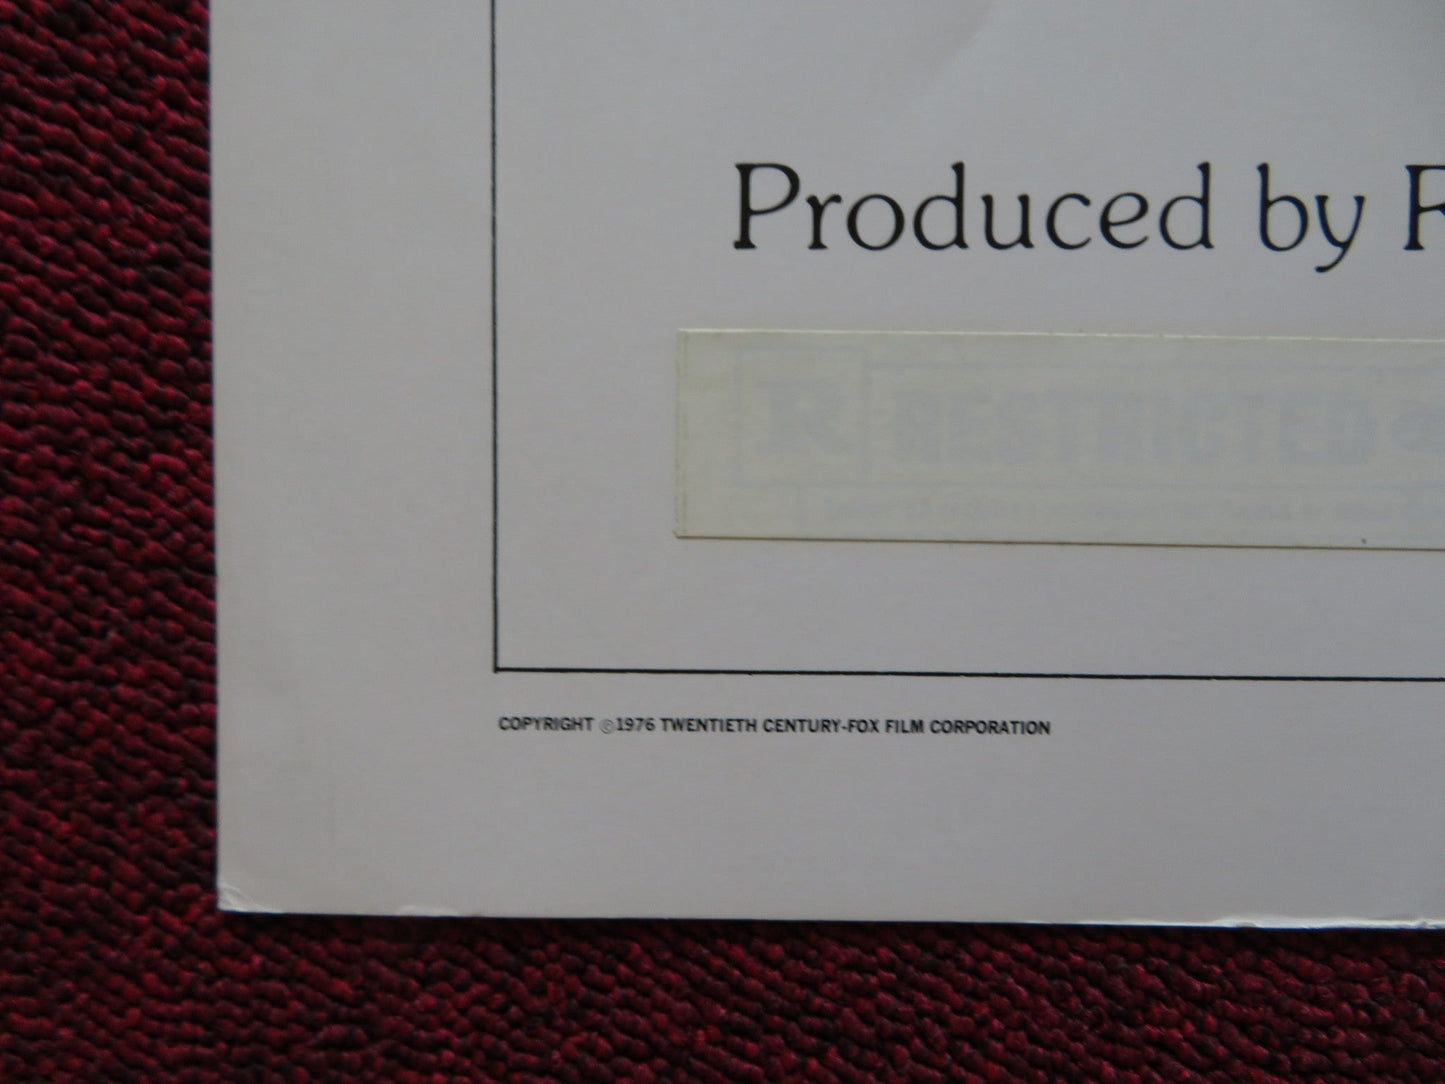 Produced by R
RESTRICTED
COPYRIGHT ©1976 TWENTIETH CENTURY-FOX FILM CORPORATION